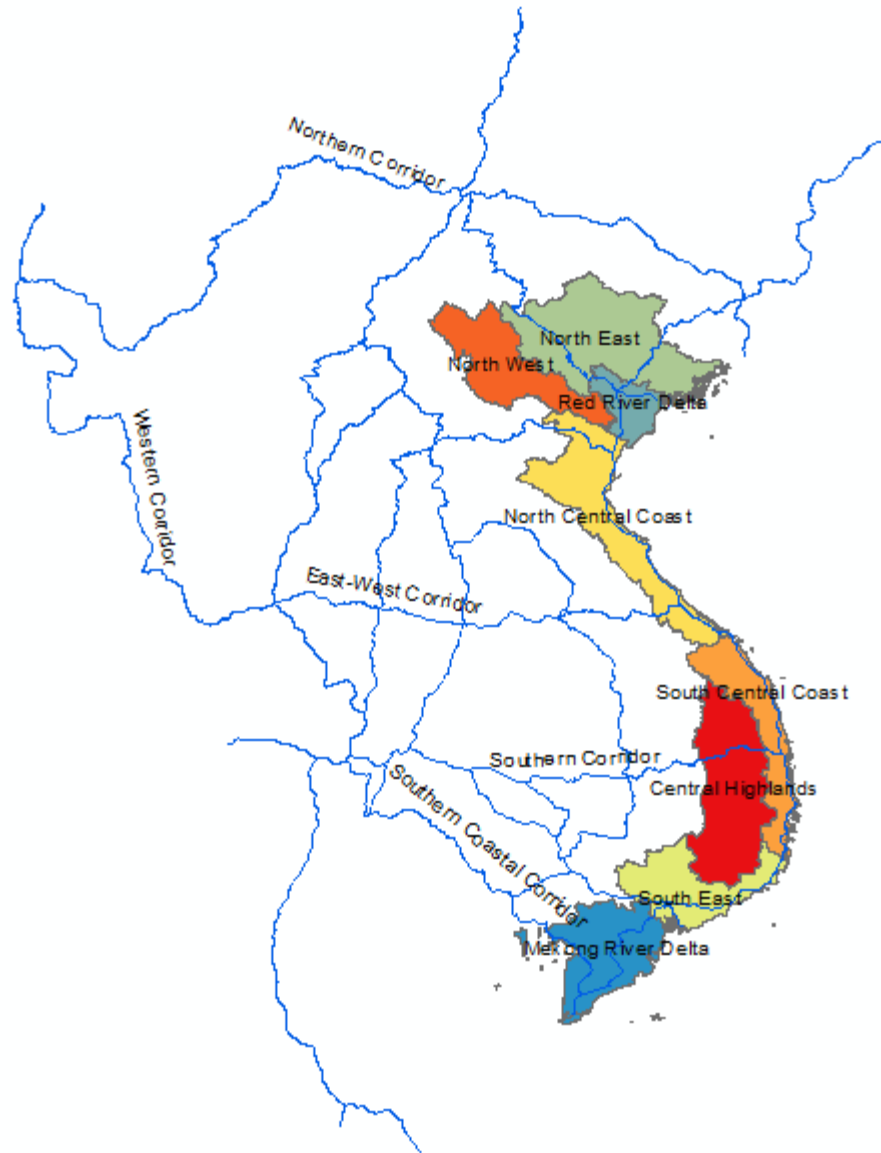 Northern Corridor
North East
North West
Red River Delta
Western Corridor
North Central Coast
East-West Corridor
South Central Coast
Southern Corridor
Central Highlands
Southern Coastal Corridor
South East
Mekong River Delta